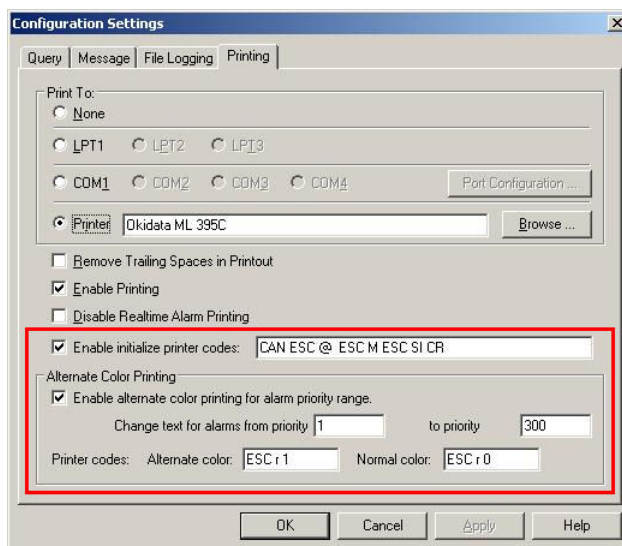 Configuration Settings
Query Message File Logging Printing
Print To:
None
LPT1 LPT2 LPT3
COM1 COM2 COM3 COM4 Port Configuration ...
Printer Okidata ML 395C Browse ...
Remove Trailing Spaces in Printout
Enable Printing
Disable Realtime Alarm Printing
Enable initialize printer codes: CAN ESC @ ESC M ESC SI CR
Alternate Color Printing
Enable alternate color printing for alarm priority range.
Change text for alarms from priority 1 to priority 300
Printer codes: Alternate color: ESC r 1 Normal color: ESC r 0
OK Cancel Apply Help